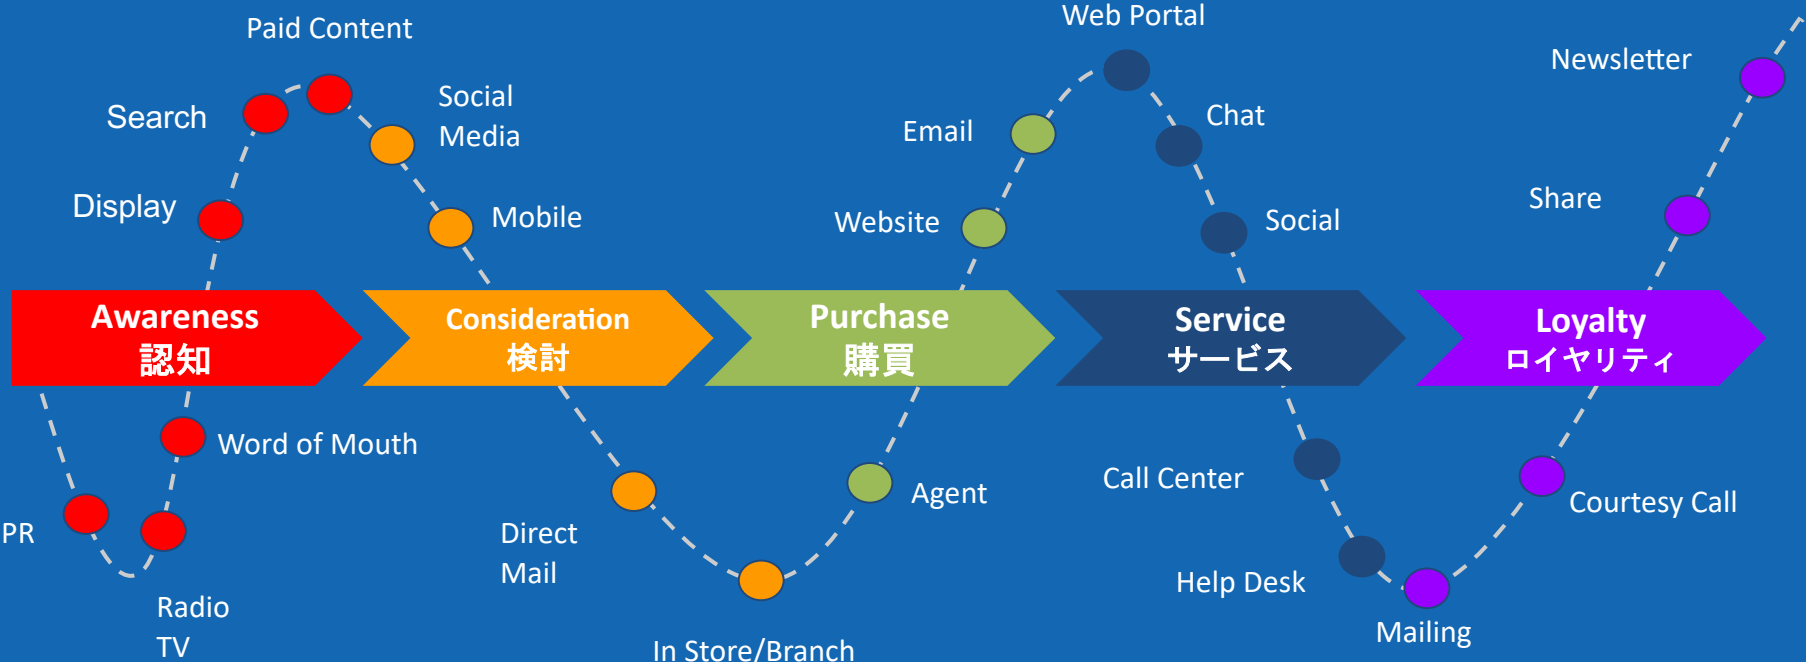 Paid Content
Web Portal
Newsletter
Search
Social
Media
Email
Chat
Display
Mobile
Website
Social
Share
Awareness
認知
Consideration
検討
Purchase
購買
Service
サービス
Loyalty
ロイヤリティ
Word of Mouth
PR
Radio
TV
Direct
Mail
In Store/Branch
Agent
Call Center
Help Desk
Mailing
Courtesy Call